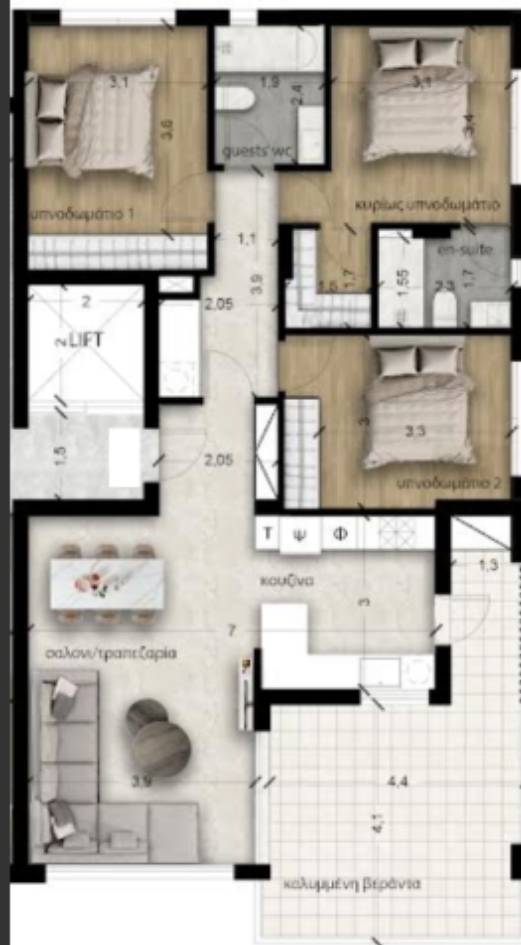 3,1
3,6
υπνοδωμάτιο 1
1,9
2,4
guests' wc
3,1
3,4
κυρίως υπνοδωμάτιο
1,1
3,9
en-suite
1,5
1,7
1,55
2,3
1,7
2
2
LIFT
2,05
1,5
2,05
3
3,3
υπνοδωμάτιο 2
Τ
Ψ
Φ
κουζίνα
3
1,3
7
σαλονι/τραπεζαρία
3,9
4,4
4,1
καλυμμένη βεράντα